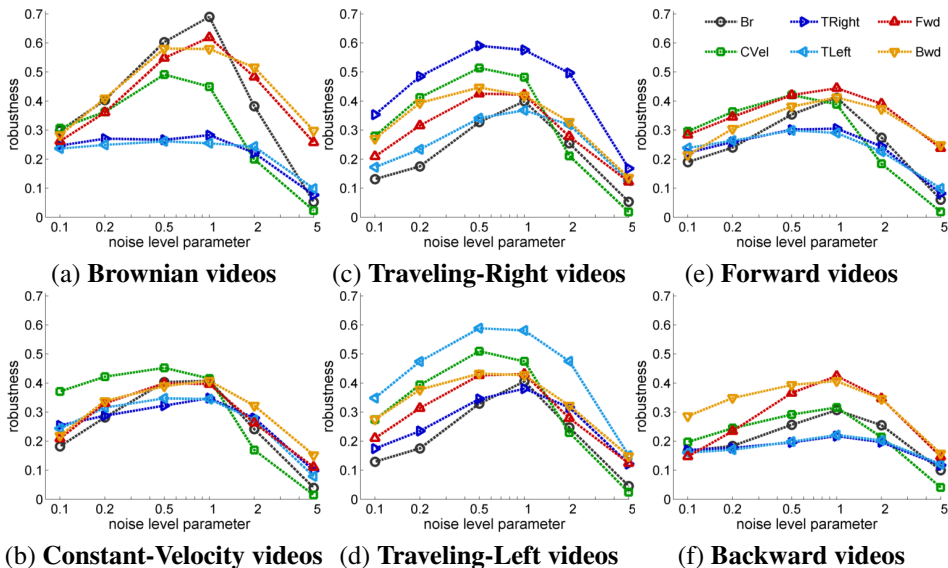 0.7
0.6
0.5
0.4
0.3
0.2
0.1
0
robustness
0.1 0.2 0.5 1 2 5
noise level parameter
(a) Brownian videos
0.7
0.6
0.5
0.4
0.3
0.2
0.1
0
robustness
0.1 0.2 0.5 1 2 5
noise level parameter
(c) Traveling-Right videos
Br TRight Fwd
CVel TLeft Bwd
0.7
0.6
0.5
0.4
0.3
0.2
0.1
0
robustness
0.1 0.2 0.5 1 2 5
noise level parameter
(e) Forward videos
0.7
0.6
0.5
0.4
0.3
0.2
0.1
0
robustness
0.1 0.2 0.5 1 2 5
noise level parameter
(b) Constant-Velocity videos
0.7
0.6
0.5
0.4
0.3
0.2
0.1
0
robustness
0.1 0.2 0.5 1 2 5
noise level parameter
(d) Traveling-Left videos
0.7
0.6
0.5
0.4
0.3
0.2
0.1
0
robustness
0.1 0.2 0.5 1 2 5
noise level parameter
(f) Backward videos